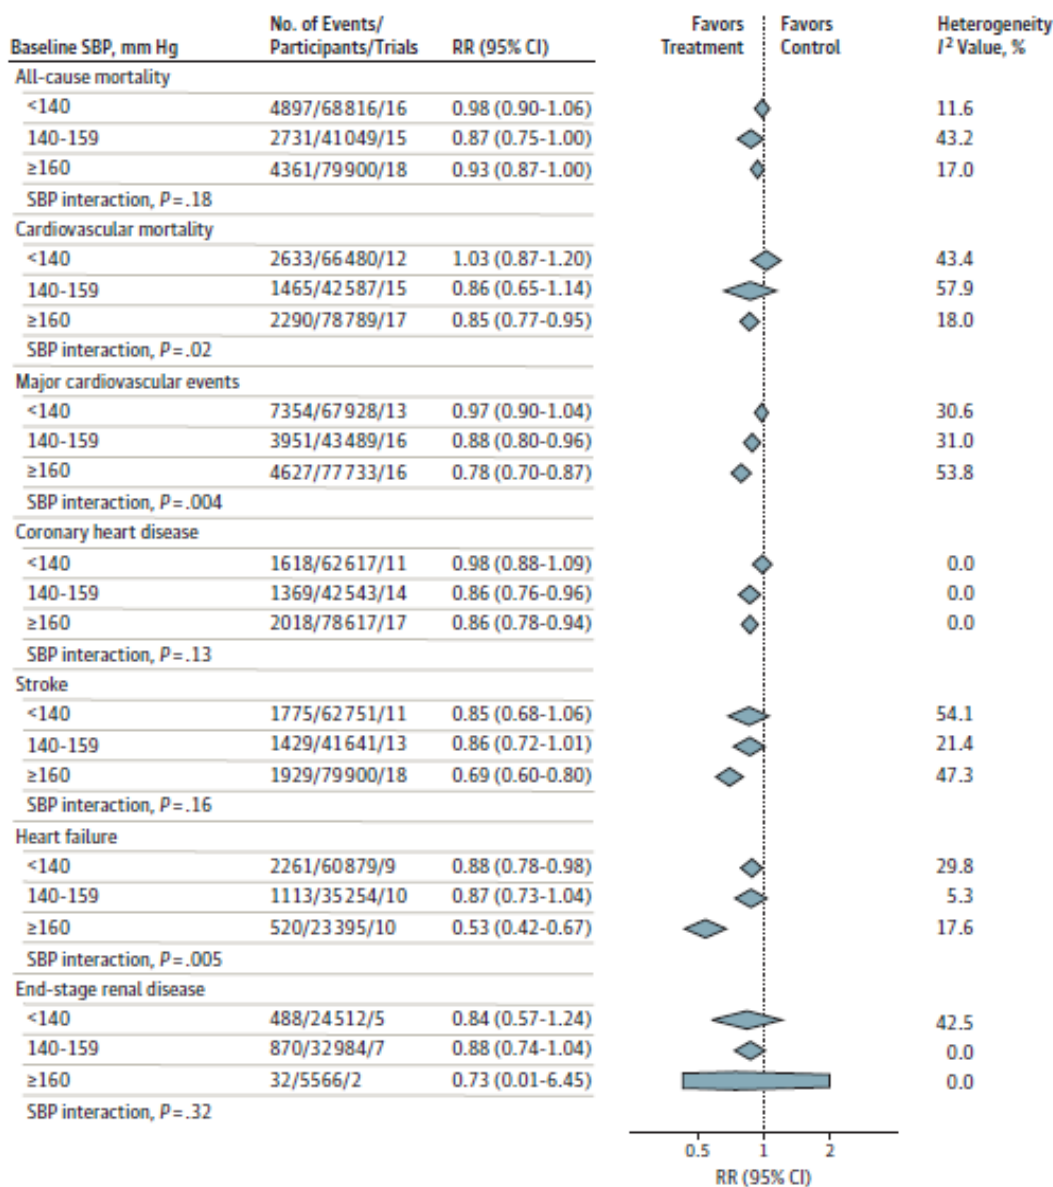 Baseline SBP, mm Hg No. of Events/ Participants/Trials RR (95% CI) Favors Treatment Favors Control Heterogeneity I² Value, %
All-cause mortality
<140 4897/68816/16 0.98 (0.90-1.06) 11.6
140-159 2731/41049/15 0.87 (0.75-1.00) 43.2
≥160 4361/79900/18 0.93 (0.87-1.00) 17.0
SBP interaction, P=.18
Cardiovascular mortality
<140 2633/66480/12 1.03 (0.87-1.20) 43.4
140-159 1465/42587/15 0.86 (0.65-1.14) 57.9
≥160 2290/78789/17 0.85 (0.77-0.95) 18.0
SBP interaction, P=.02
Major cardiovascular events
<140 7354/67928/13 0.97 (0.90-1.04) 30.6
140-159 3951/43489/16 0.88 (0.80-0.96) 31.0
≥160 4627/77733/16 0.78 (0.70-0.87) 53.8
SBP interaction, P=.004
Coronary heart disease
<140 1618/62617/11 0.98 (0.88-1.09) 0.0
140-159 1369/42543/14 0.86 (0.76-0.96) 0.0
≥160 2018/78617/17 0.86 (0.78-0.94) 0.0
SBP interaction, P=.13
Stroke
<140 1775/62751/11 0.85 (0.68-1.06) 54.1
140-159 1429/41641/13 0.86 (0.72-1.01) 21.4
≥160 1929/79900/18 0.69 (0.60-0.80) 47.3
SBP interaction, P=.16
Heart failure
<140 2261/60879/9 0.88 (0.78-0.98) 29.8
140-159 1113/35254/10 0.87 (0.73-1.04) 5.3
≥160 520/23395/10 0.53 (0.42-0.67) 17.6
SBP interaction, P=.005
End-stage renal disease
<140 488/24512/5 0.84 (0.57-1.24) 42.5
140-159 870/32984/7 0.88 (0.74-1.04) 0.0
≥160 32/5566/2 0.73 (0.01-6.45) 0.0
SBP interaction, P=.32
0.5 1 2
RR (95% CI)